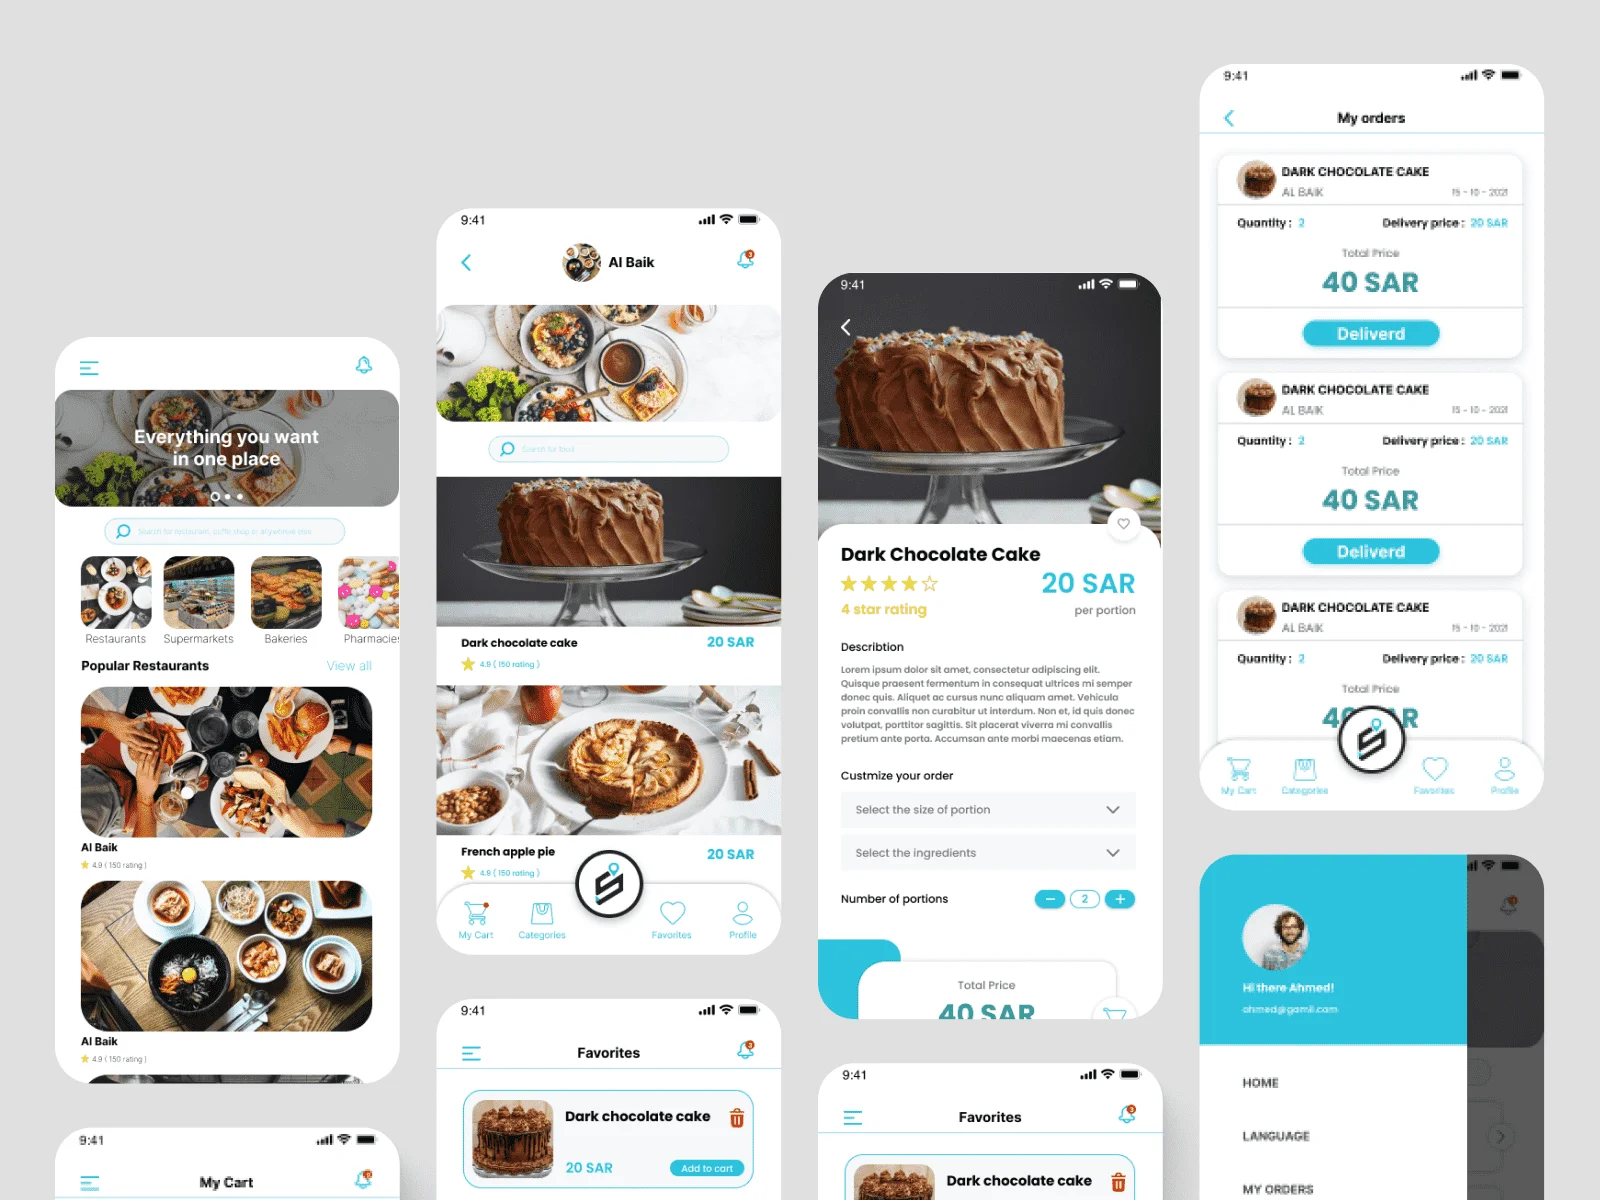 Everything you want
in one place
Search for restaurant, coffe shop or anywhere else
Restaurants
Supermarkets
Bakeries
Pharmacies
Popular Restaurants
View all
Al Baik
4.9 ( 150 rating )
Al Baik
4.9 ( 150 rating )
9:41
My Cart
9:41
Al Baik
3
Search for food
Dark chocolate cake
20 SAR
4.9 ( 150 rating )
French apple pie
20 SAR
4.9 ( 150 rating )
My Cart
Categories
Favorites
Profile
9:41
Favorites
3
Dark chocolate cake
20 SAR
Add to cart
9:41
Dark Chocolate Cake
20 SAR
4 star rating
per portion
Describtion
Lorem ipsum dolor sit amet, consectetur adipiscing elit.
Quisque praesent fermentum in consequat ultrices mi semper
donec quis. Aliquet ac cursus nunc aliquam amet. Vehicula
proin convallis non curabitur ut interdum. Non et, id quis donec
volutpat, porttitor sagittis. Sit placerat viverra mi convallis
pretium ante porta. Accumsan ante morbi maecenas etiam.
Custmize your order
Select the size of portion
Select the ingredients
Number of portions
2
Total Price
40 SAR
9:41
Favorites
3
Dark chocolate cake
9:41
My orders
DARK CHOCOLATE CAKE
AL BAIK
15 - 10 - 2021
Quantity : 2
Delivery price : 20 SAR
Total Price
40 SAR
Deliverd
DARK CHOCOLATE CAKE
AL BAIK
15 - 10 - 2021
Quantity : 2
Delivery price : 20 SAR
Total Price
40 SAR
Deliverd
DARK CHOCOLATE CAKE
AL BAIK
15 - 10 - 2021
Quantity : 2
Delivery price : 20 SAR
Total Price
My Cart
Categories
Favorites
Profile
Hi there Ahmed!
ahmed@gamil.com
HOME
LANGUAGE
MY ORDERS